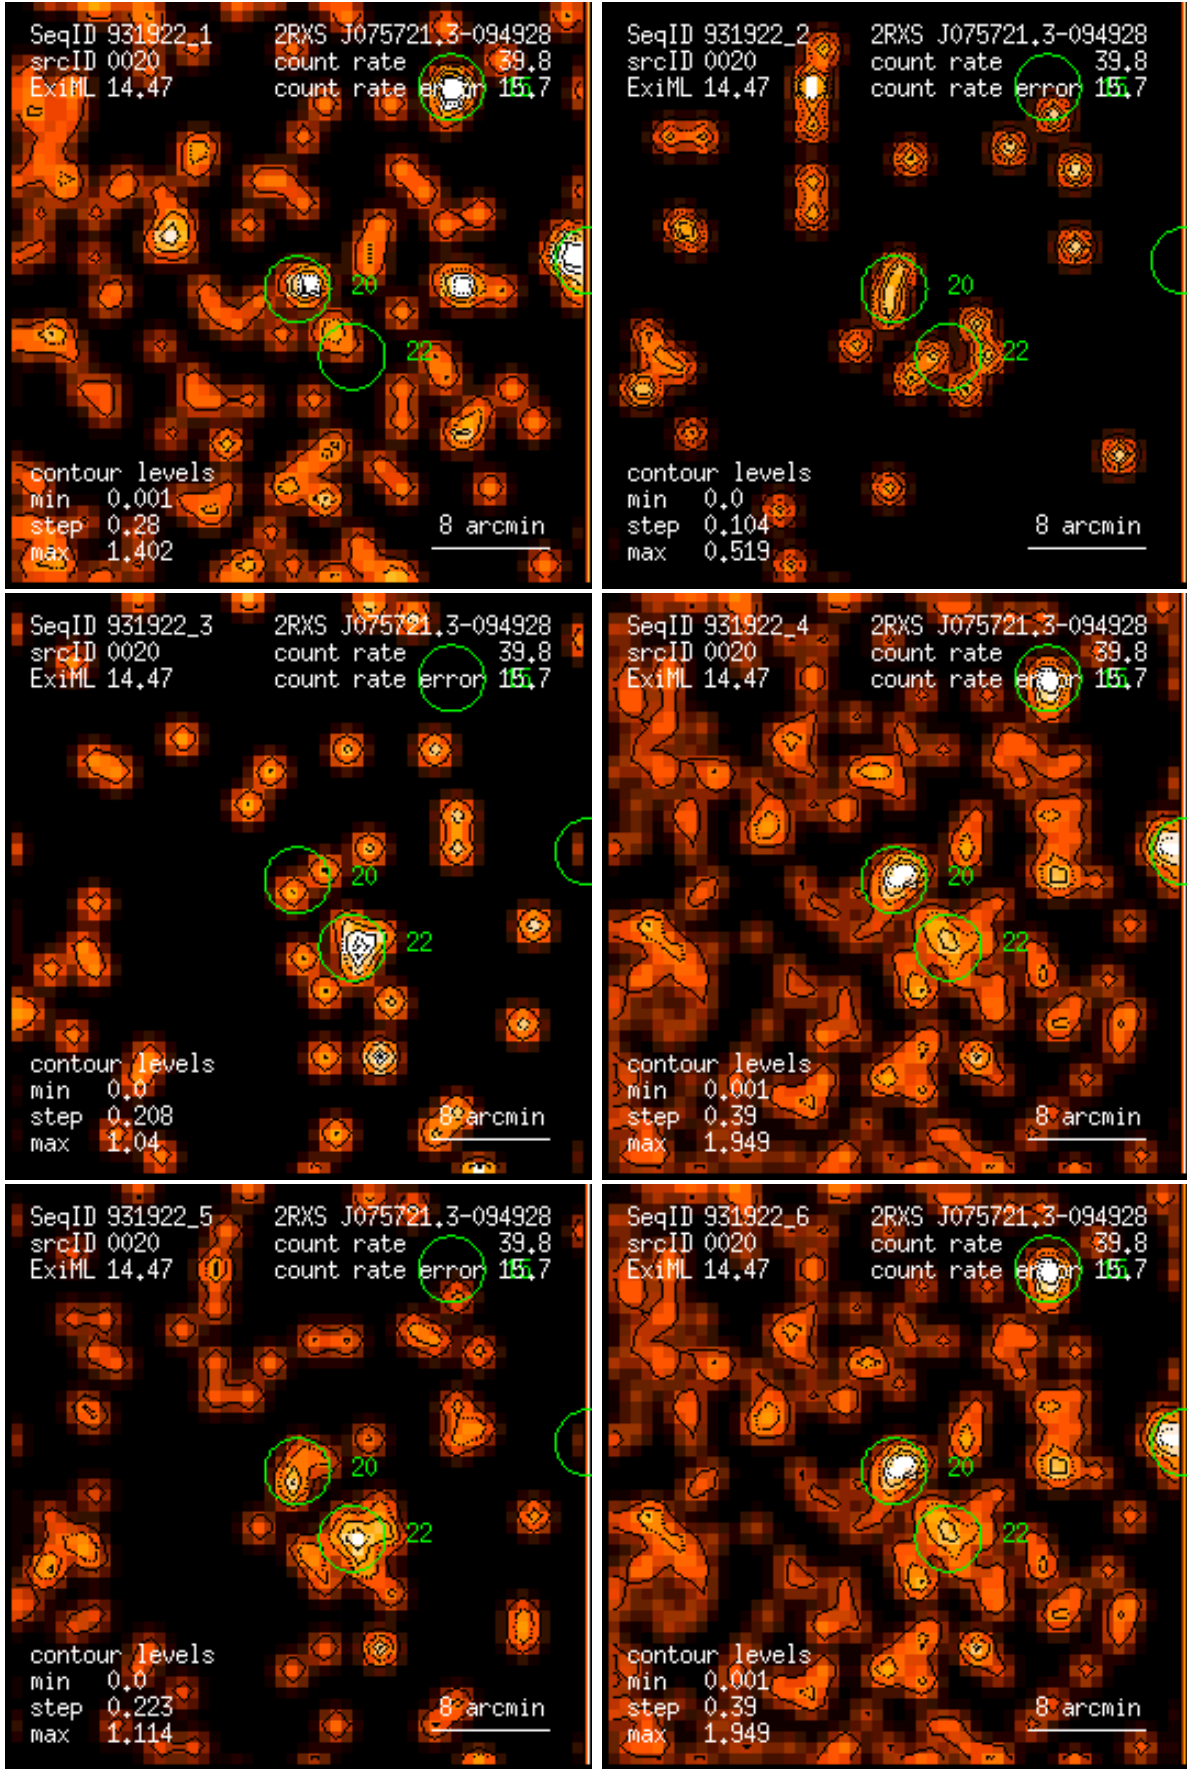 SeqID 931922_1 2RXS J075721.3-094928
srcID 0020 count rate 39.8
ExiML 14.47 count rate error 15.7
20
22
contour levels
min 0.001
step 0.28
max 1.402
8 arcmin
SeqID 931922_2 2RXS J075721.3-094928
srcID 0020 count rate 39.8
ExiML 14.47 count rate error 15.7
20
22
contour levels
min 0.0
step 0.104
max 0.519
8 arcmin
SeqID 931922_3 2RXS J075721.3-094928
srcID 0020 count rate 39.8
ExiML 14.47 count rate error 15.7
20
22
contour levels
min 0.0
step 0.208
max 1.04
8 arcmin
SeqID 931922_4 2RXS J075721.3-094928
srcID 0020 count rate 39.8
ExiML 14.47 count rate error 15.7
20
22
contour levels
min 0.001
step 0.39
max 1.949
8 arcmin
SeqID 931922_5 2RXS J075721.3-094928
srcID 0020 count rate 39.8
ExiML 14.47 count rate error 15.7
20
22
contour levels
min 0.0
step 0.223
max 1.114
8 arcmin
SeqID 931922_6 2RXS J075721.3-094928
srcID 0020 count rate 39.8
ExiML 14.47 count rate error 15.7
20
22
contour levels
min 0.001
step 0.39
max 1.949
8 arcmin